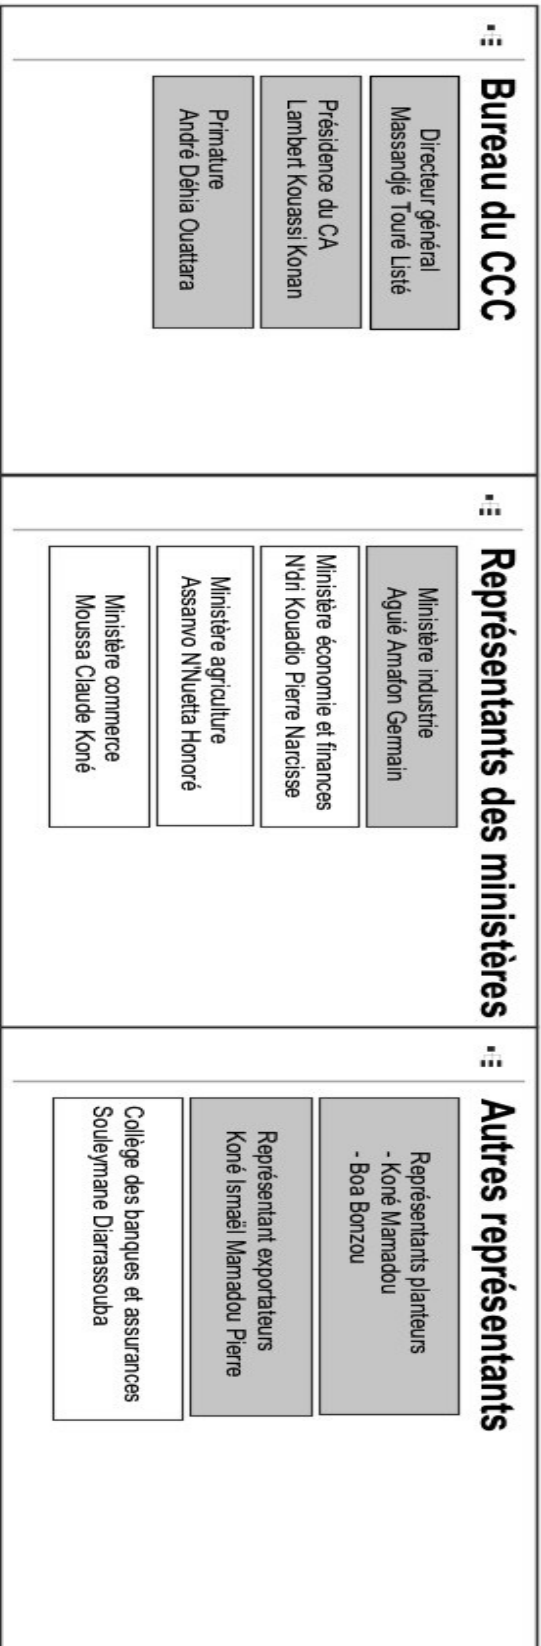 Bureau du CCC
Directeur général
Massandjé Touré Listé
Présidence du CA
Lambert Kouassi Konan
Primature
André Déhia Ouattara
Représentants des ministères
Ministère industrie
Aguié Amafon Germain
Ministère économie et finances
N'dri Kouadio Pierre Narcisse
Ministère agriculture
Assanvo N'Nuetta Honoré
Ministère commerce
Moussa Claude Koné
Autres représentants
Représentants planteurs
- Koné Mamadou
- Boa Bonzou
Représentant exportateurs
Koné Ismaël Mamadou Pierre
Collège des banques et assurances
Souleymane Diarrassouba